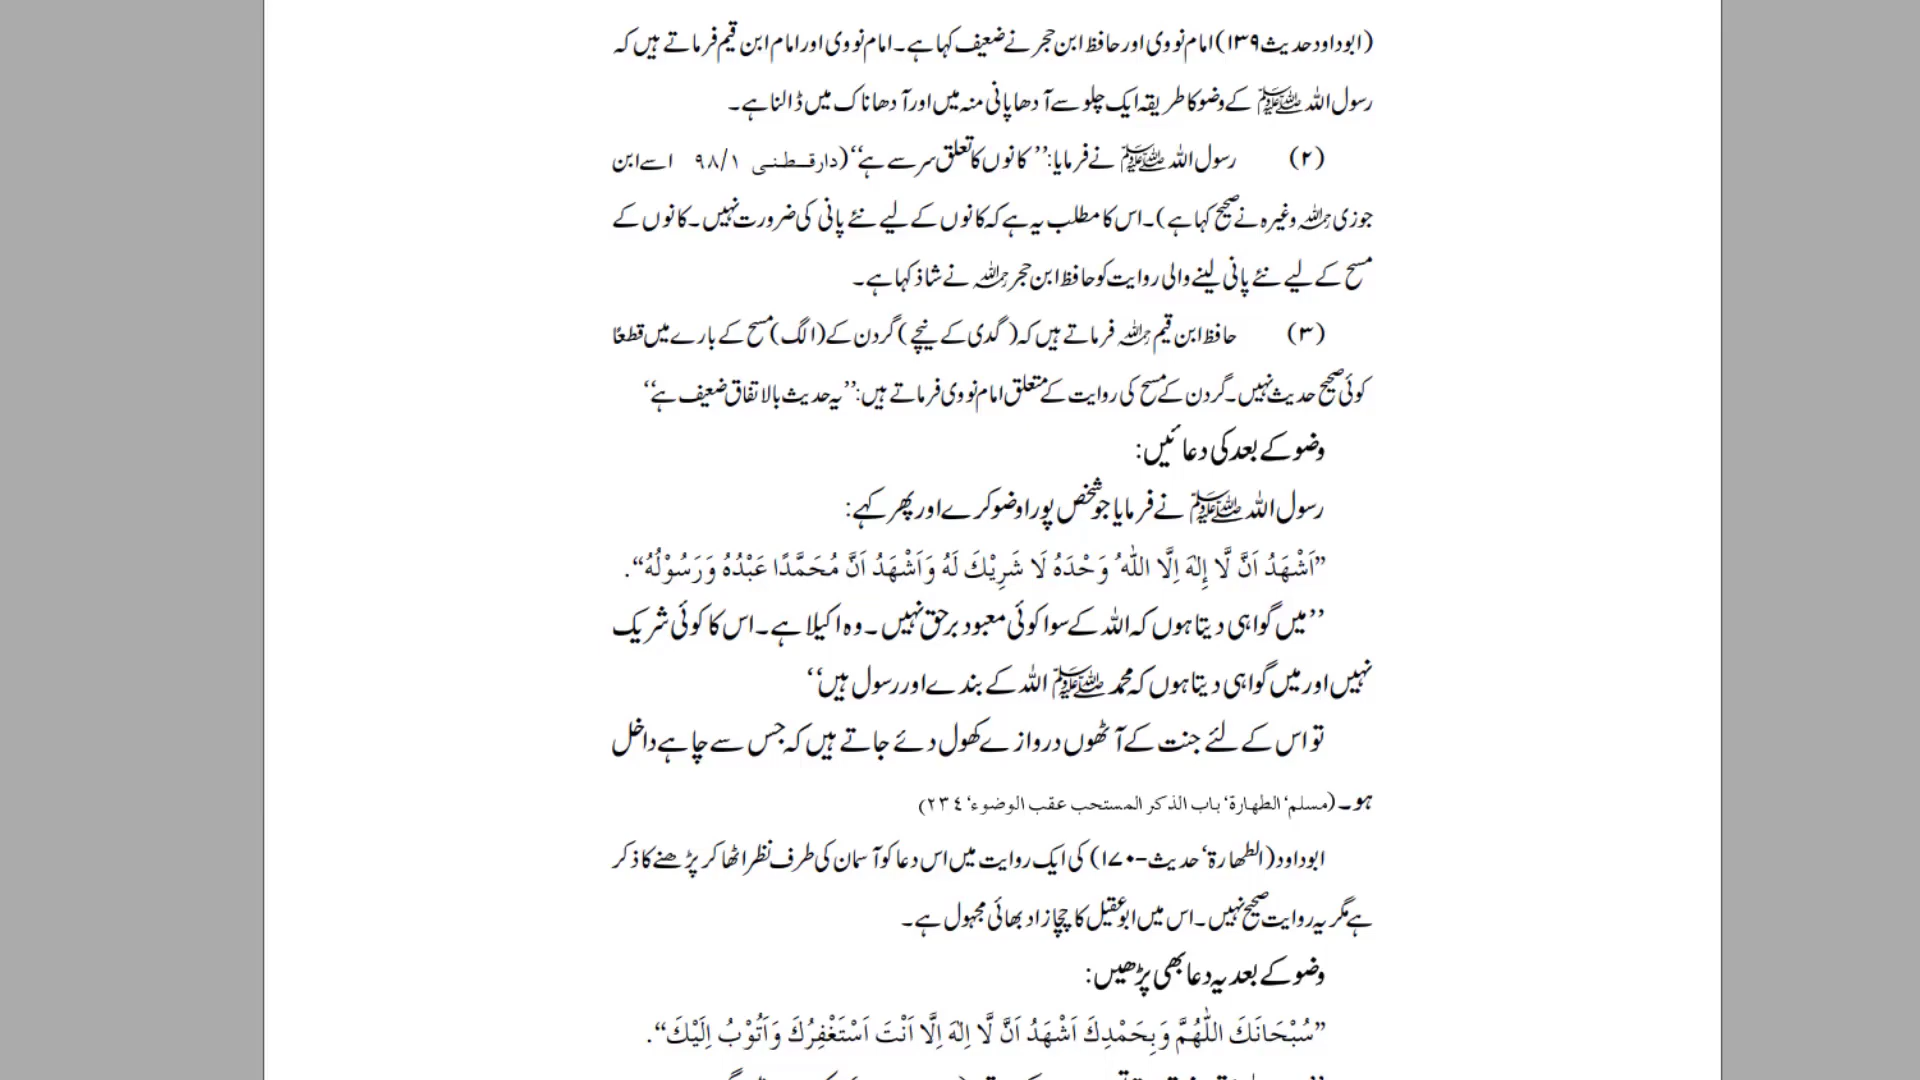 (ابوداود حدیث ۱۳۹) امام نووی اور حافظ ابن حجر نے ضعیف کہا ہے۔ امام نووی اور امام ابن قیم فرماتے ہیں کہ
رسول اللہ ﷺ کے وضو کا طریقہ ایک چلو سے آدھا پانی منہ میں اور آدھا ناک میں ڈالنا ہے۔
(۲) رسول اللہ ﷺ نے فرمایا: ’’کانوں کا تعلق سر سے ہے‘‘ (دارقطنی ۹۸/۱ اسے ابن
جوزی رحمہ اللہ وغیرہ نے صحیح کہا ہے)۔ اس کا مطلب یہ ہے کہ کانوں کے لیے نئے پانی کی ضرورت نہیں۔ کانوں کے
مسح کے لیے نئے پانی لینے والی روایت کو حافظ ابن حجر رحمہ اللہ نے شاذ کہا ہے۔
(۳) حافظ ابن قیم رحمہ اللہ فرماتے ہیں کہ (گدی کے نیچے) گردن کے (الگ) مسح کے بارے میں قطعًا
کوئی صحیح حدیث نہیں۔ گردن کے مسح کی روایت کے متعلق امام نووی فرماتے ہیں: ’’یہ حدیث بالاتفاق ضعیف ہے‘‘
وضو کے بعد کی دعائیں:
رسول اللہ ﷺ نے فرمایا جو شخص پورا وضو کرے اور پھر کہے:
”اَشْهَدُ اَنَّ لَّا إِلٰهَ اِلَّا اللّٰهُ وَحْدَهُ لَا شَرِيْكَ لَهُ وَاَشْهَدُ اَنَّ مُحَمَّدًا عَبْدُهُ وَرَسُوْلُهُ“.
’’میں گواہی دیتا ہوں کہ اللہ کے سوا کوئی معبود برحق نہیں۔ وہ اکیلا ہے۔ اس کا کوئی شریک
نہیں اور میں گواہی دیتا ہوں کہ محمد ﷺ اللہ کے بندے اور رسول ہیں‘‘
تو اس کے لئے جنت کے آٹھوں دروازے کھول دئے جاتے ہیں کہ جس سے چاہے داخل
ہو۔ (مسلم‘ الطهارة‘ باب الذكر المستحب عقب الوضوء‘ ٢٣٤)
ابوداود (الطھارۃ‘ حدیث-۱۷۰) کی ایک روایت میں اس دعا کو آسمان کی طرف نظر اٹھا کر پڑھنے کا ذکر
ہے مگر یہ روایت صحیح نہیں۔ اس میں ابو عقیل کا چچا زاد بھائی مجہول ہے۔
وضو کے بعد یہ دعا بھی پڑھیں:
”سُبْحَانَكَ اللّٰهُمَّ وَبِحَمْدِكَ اَشْهَدُ اَنَّ لَّا اِلٰهَ اِلَّا اَنْتَ اَسْتَغْفِرُكَ وَاَتُوْبُ اِلَيْكَ“.